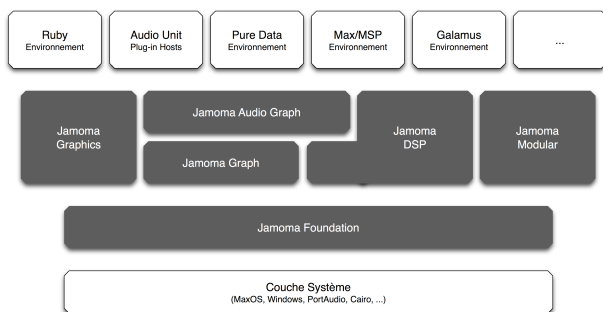 Ruby
Environnement
Audio Unit
Plug-in Hosts
Pure Data
Environnement
Max/MSP
Environnement
Galamus
Environnement
...
Jamoma
Graphics
Jamoma Audio Graph
Jamoma Graph
Jamoma
DSP
Jamoma
Modular
Jamoma Foundation
Couche Système
(MaxOS, Windows, PortAudio, Cairo, ...)